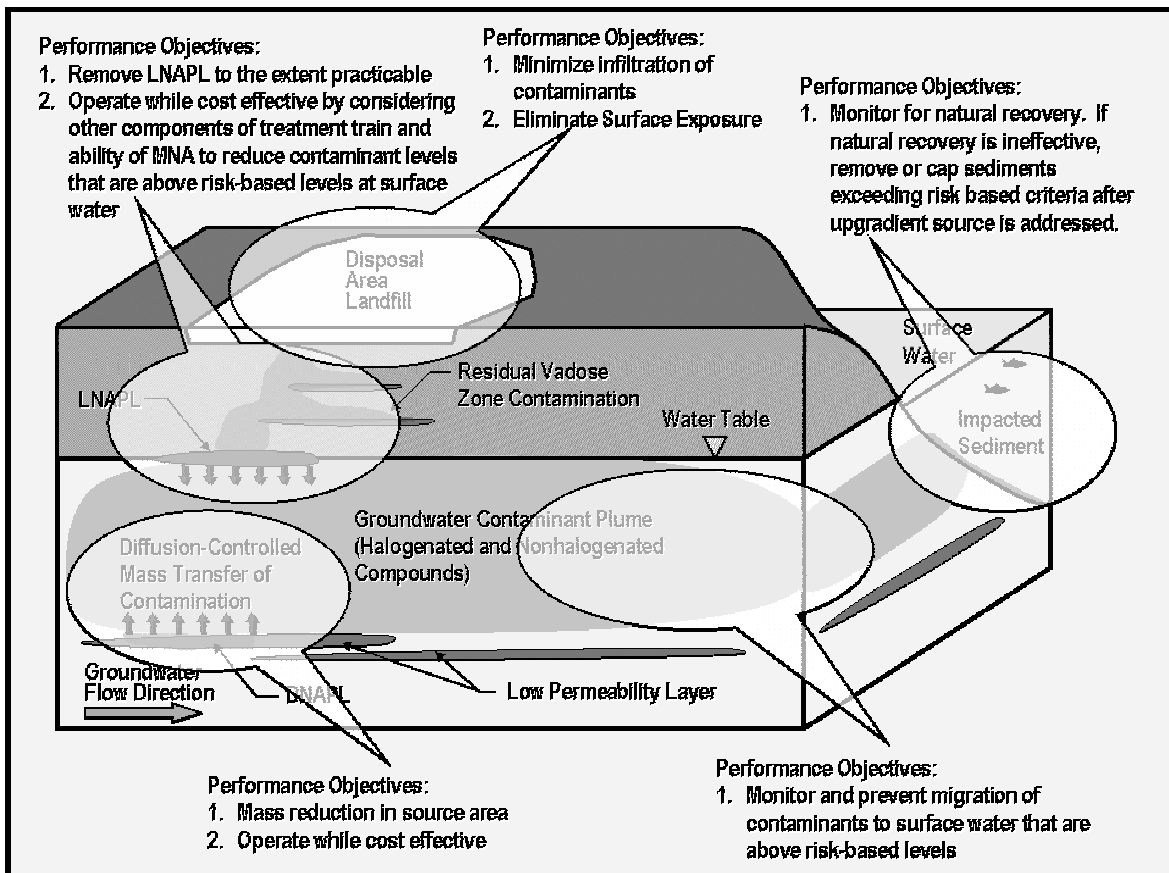 Performance Objectives:
1. Remove LNAPL to the extent practicable
2. Operate while cost effective by considering
other components of treatment train and
ability of MNA to reduce contaminant levels
that are above risk-based levels at surface
water
Performance Objectives:
1. Minimize infiltration of
contaminants
2. Eliminate Surface Exposure
Performance Objectives:
1. Monitor for natural recovery. If
natural recovery is ineffective,
remove or cap sediments
exceeding risk based criteria after
upgradient source is addressed.
Disposal
Area
Landfill
Surface
Water
LNAPL
Residual Vadose
Zone Contamination
Water Table
Impacted
Sediment
Groundwater Contaminant Plume
(Halogenated and Nonhalogenated
Compounds)
Diffusion-Controlled
Mass Transfer of
Contamination
Groundwater
Flow Direction
DNAPL
Low Permeability Layer
Performance Objectives:
1. Mass reduction in source area
2. Operate while cost effective
Performance Objectives:
1. Monitor and prevent migration of
contaminants to surface water that are
above risk-based levels